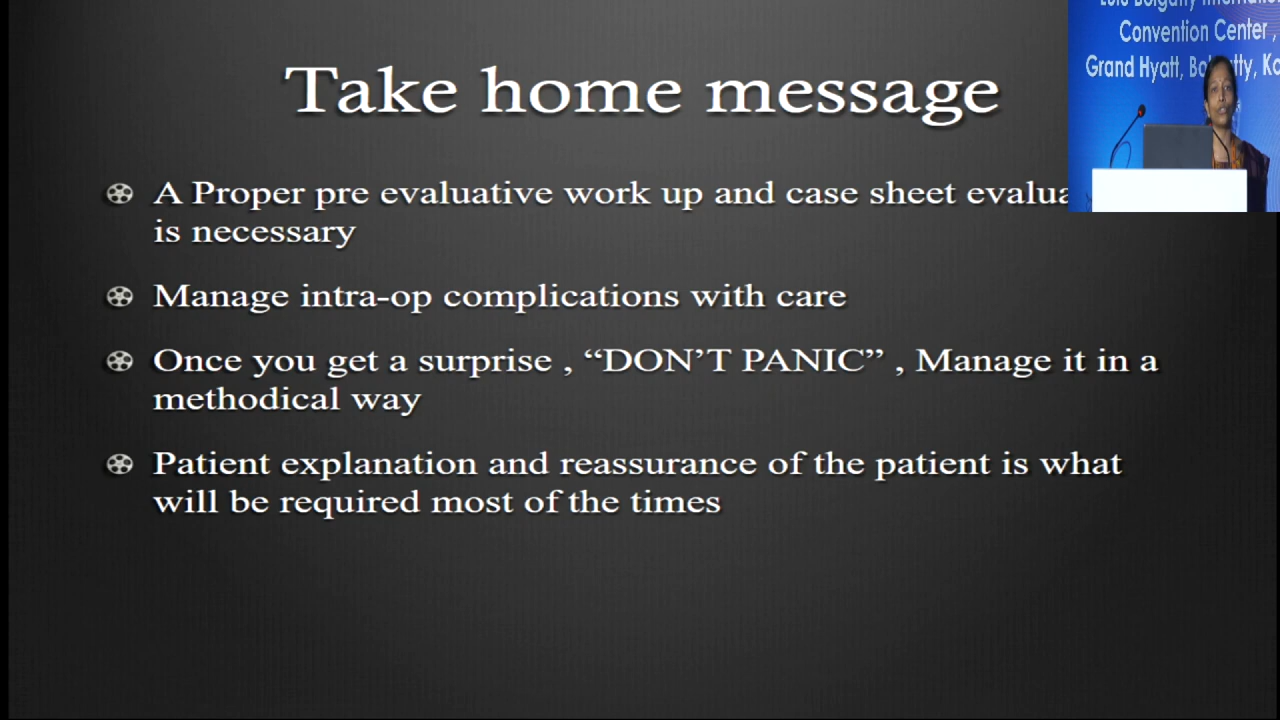 Convention Center ,
Grand Hyatt,
Take home message
A Proper pre evaluative work up and case sheet
is necessary
Manage intra-op complications with care
Once you get a surprise , “DON’T PANIC” , Manage it in a
methodical way
Patient explanation and reassurance of the patient is what
will be required most of the times